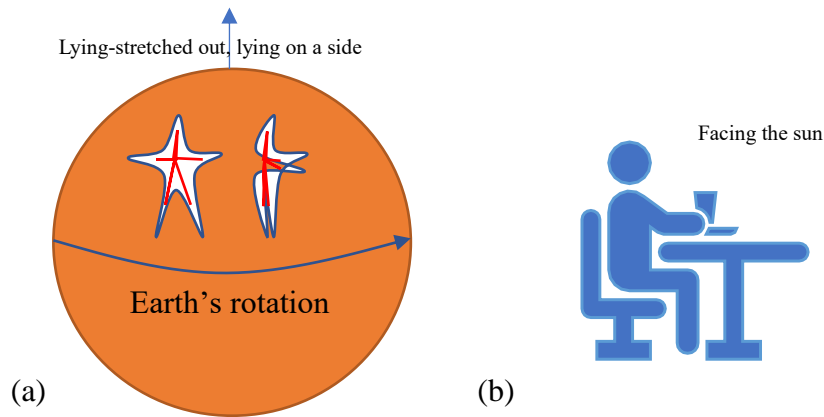 Lying-stretched out, lying on a side
Facing the sun
Earth’s rotation
(a)
(b)